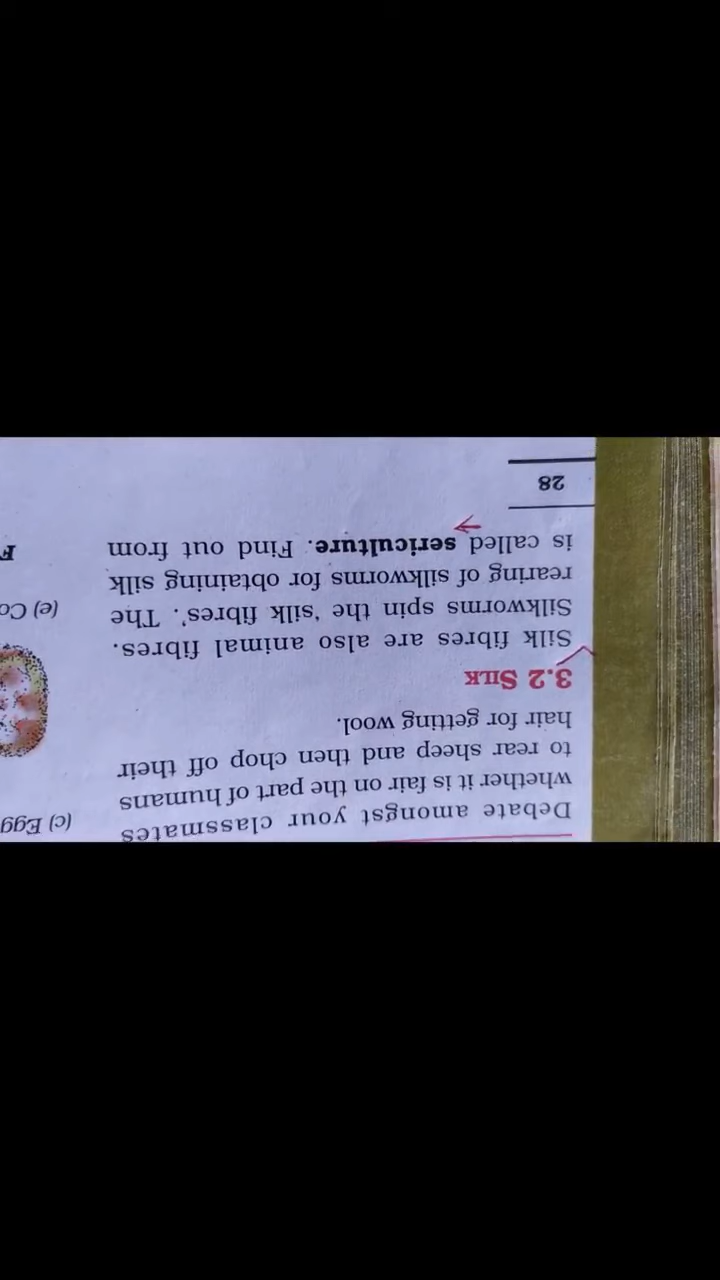 Debate amongst your classmates
whether it is fair on the part of humans
to rear sheep and then chop off their
hair for getting wool.
3.2 SILK
Silk fibres are also animal fibres.
Silkworms spin the ‘silk fibres’. The
rearing of silkworms for obtaining silk
is called sericulture. Find out from
28
(c) Egg
(e) Co
F